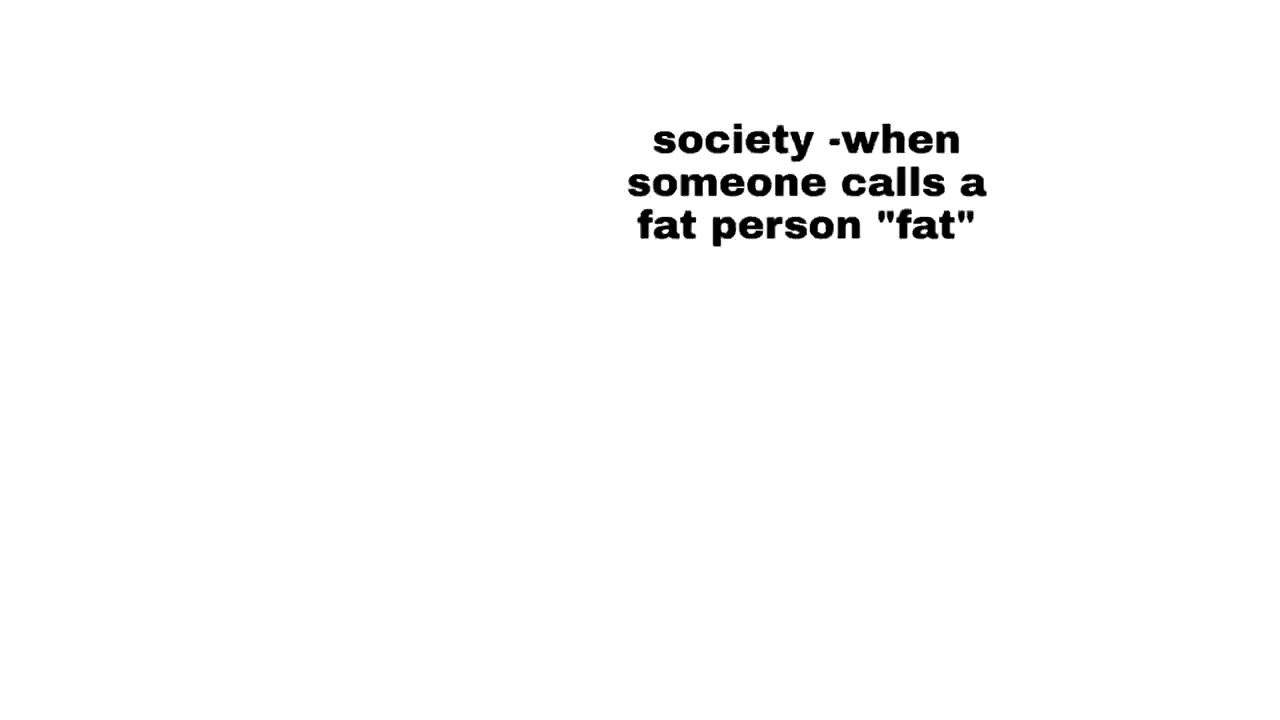 society -when
someone calls a
fat person "fat"